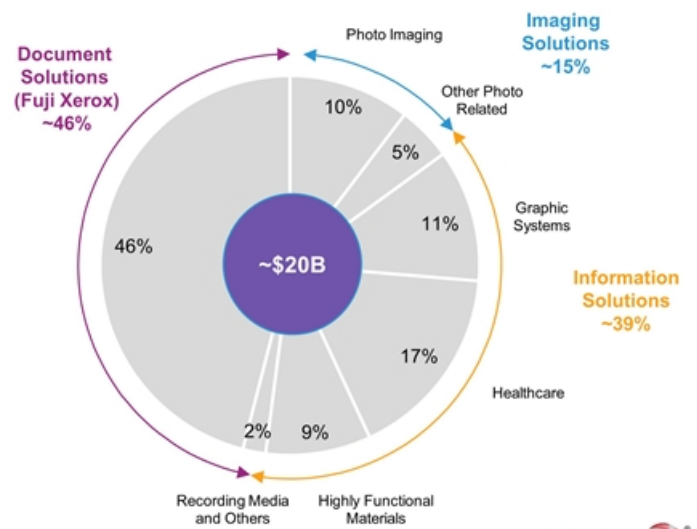 Document
Solutions
(Fuji Xerox)
~46%
Photo Imaging
Imaging
Solutions
~15%
Other Photo
Related
10%
5%
11%
Graphic
Systems
46%
~$20B
Information
Solutions
~39%
17%
Healthcare
2%
9%
Recording Media
and Others
Highly Functional
Materials